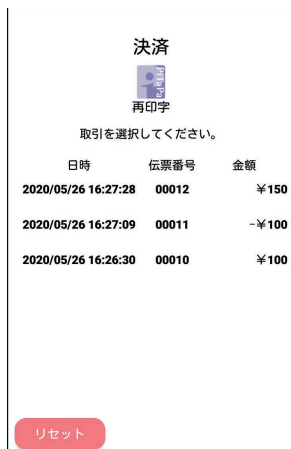 決済
PiTaPa
再印字
取引を選択してください。
日時 伝票番号 金額
2020/05/26 16:27:28 00012 ￥150
2020/05/26 16:27:09 00011 -￥100
2020/05/26 16:26:30 00010 ￥100
リセット